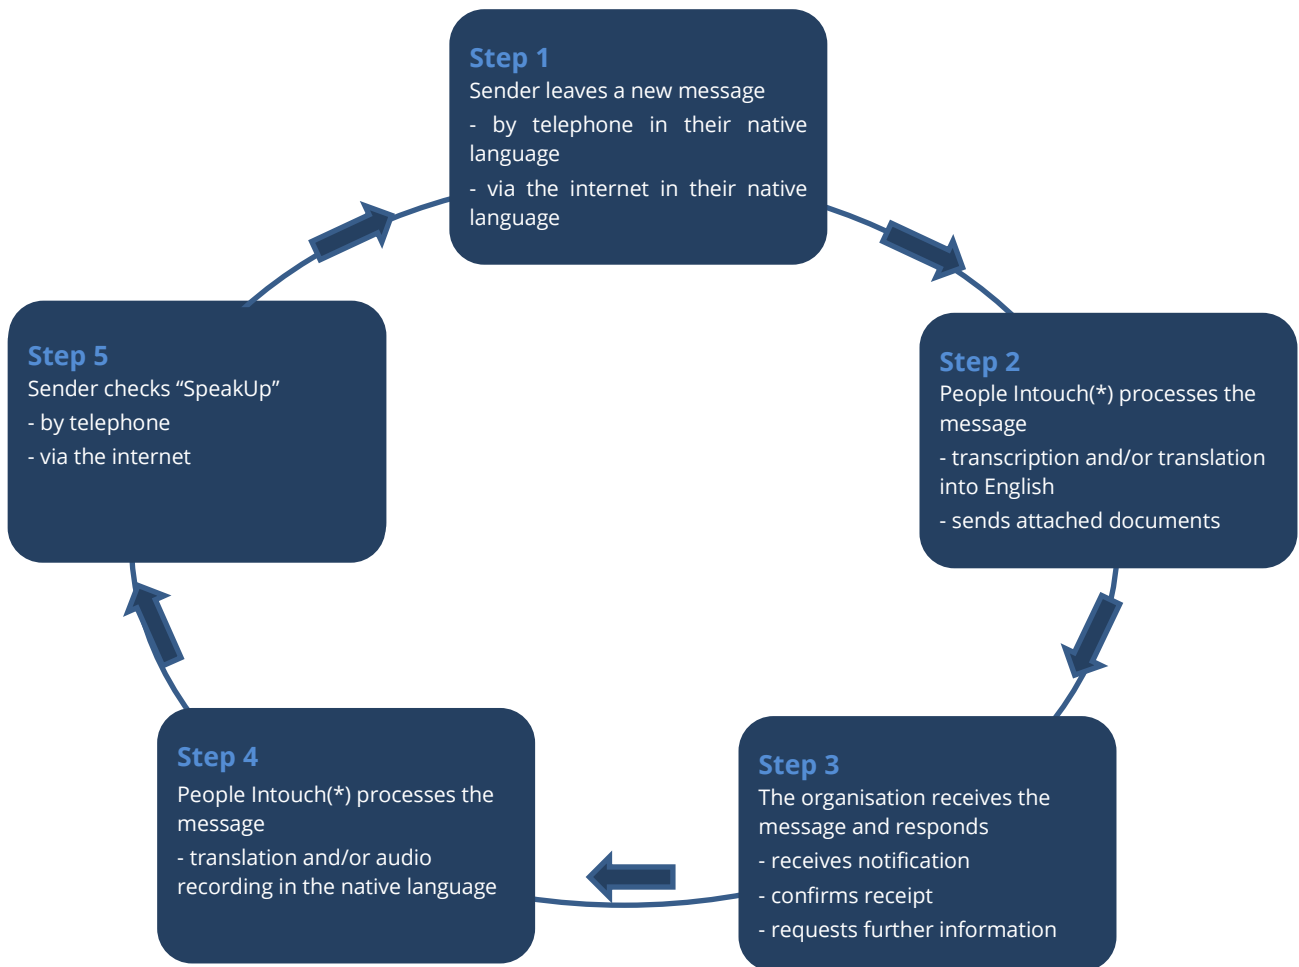 Step 1
Sender leaves a new message
- by telephone in their native
language
- via the internet in their native
language
Step 2
People Intouch(*) processes the
message
- transcription and/or translation
into English
- sends attached documents
Step 3
The organisation receives the
message and responds
- receives notification
- confirms receipt
- requests further information
Step 4
People Intouch(*) processes the
message
- translation and/or audio
recording in the native language
Step 5
Sender checks “SpeakUp”
- by telephone
- via the internet